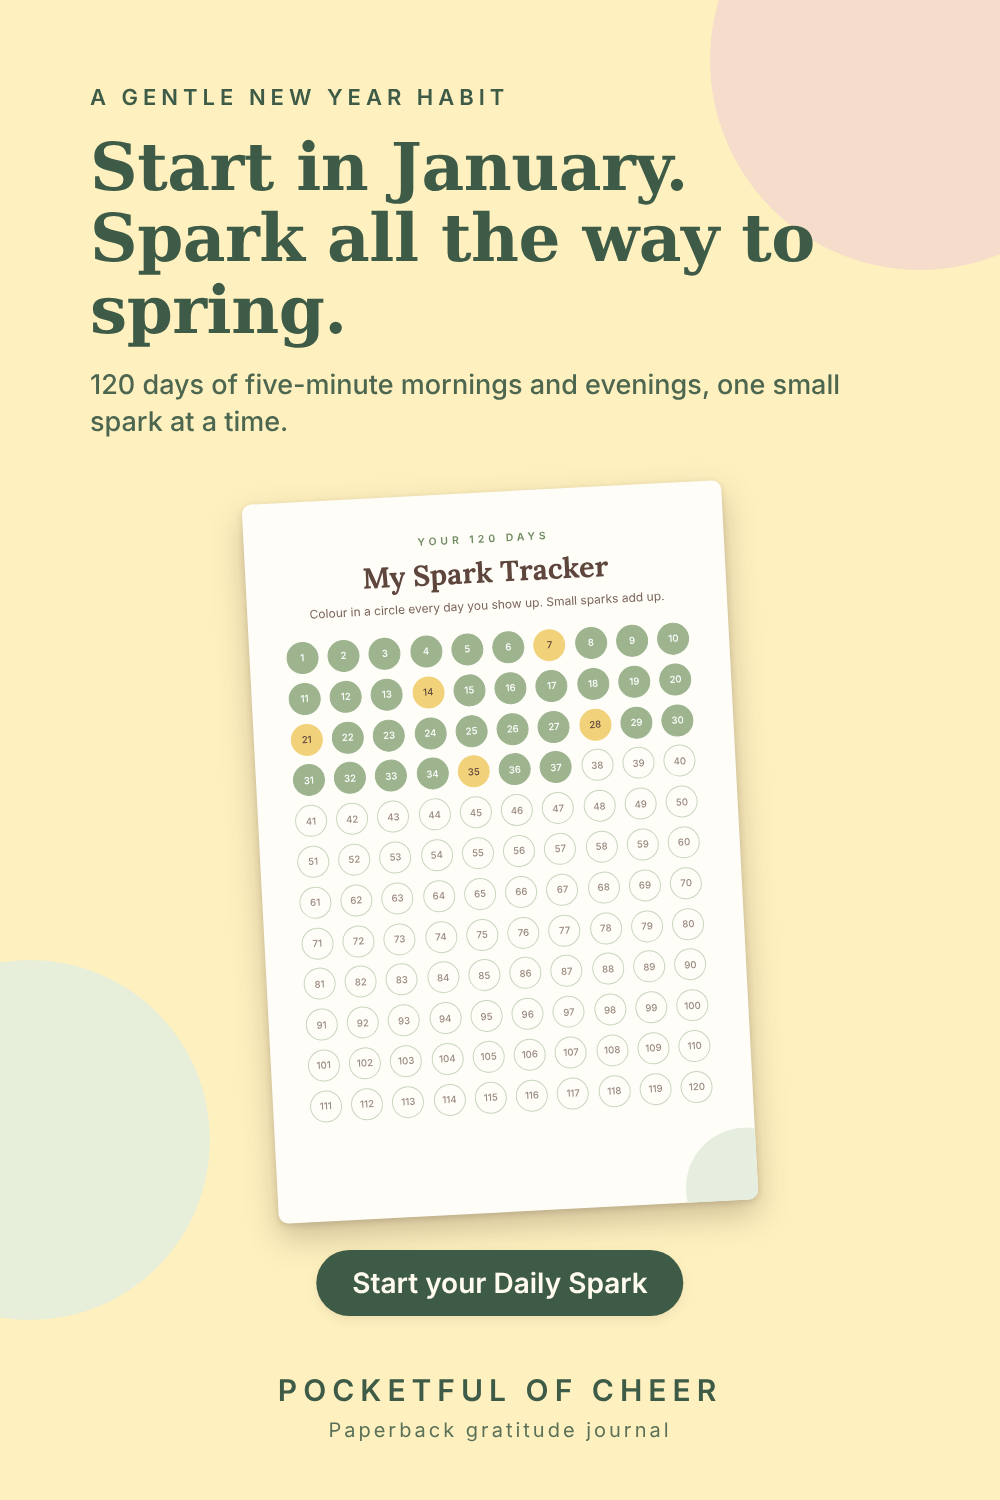 A GENTLE NEW YEAR HABIT
Start in January.
Spark all the way to
spring.
120 days of five-minute mornings and evenings, one small
spark at a time.
YOUR 120 DAYS
My Spark Tracker
Colour in a circle every day you show up. Small sparks add up.
1 2 3 4 5 6 7 8 9 10
11 12 13 14 15 16 17 18 19 20
21 22 23 24 25 26 27 28 29 30
31 32 33 34 35 36 37 38 39 40
41 42 43 44 45 46 47 48 49 50
51 52 53 54 55 56 57 58 59 60
61 62 63 64 65 66 67 68 69 70
71 72 73 74 75 76 77 78 79 80
81 82 83 84 85 86 87 88 89 90
91 92 93 94 95 96 97 98 99 100
101 102 103 104 105 106 107 108 109 110
111 112 113 114 115 116 117 118 119 120
Start your Daily Spark
POCKETFUL OF CHEER
Paperback gratitude journal